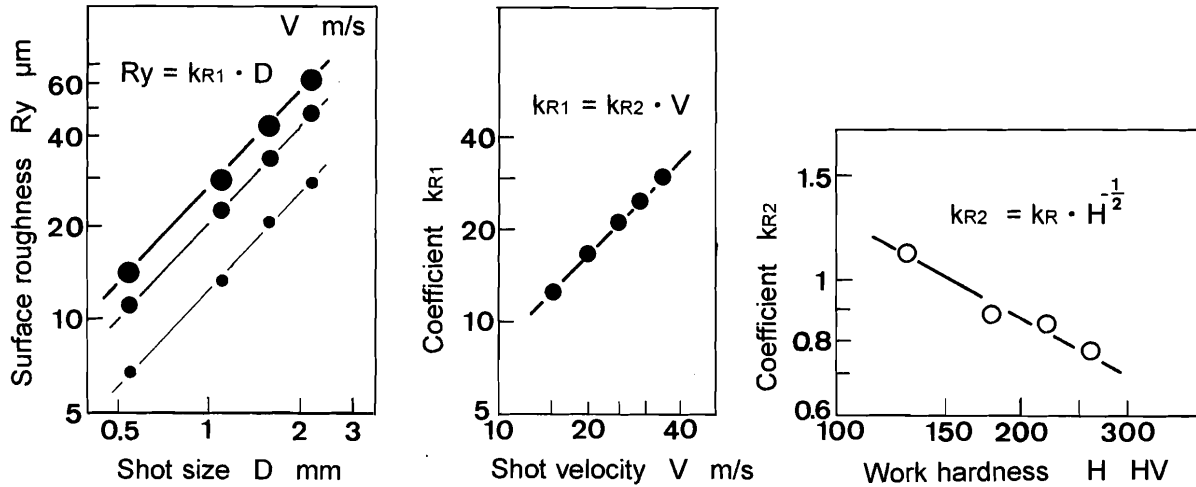 V m/s
Ry = kR1 · D
Surface roughness Ry μm
60
40
20
10
5
0.5 1 2 3
Shot size D mm
kR1 = kR2 · V
Coefficient kR1
40
20
10
5
10 20 40
Shot velocity V m/s
kR2 = kR · H^-1/2
Coefficient kR2
1.5
1
0.8
0.6
100 150 200 300
Work hardness H HV